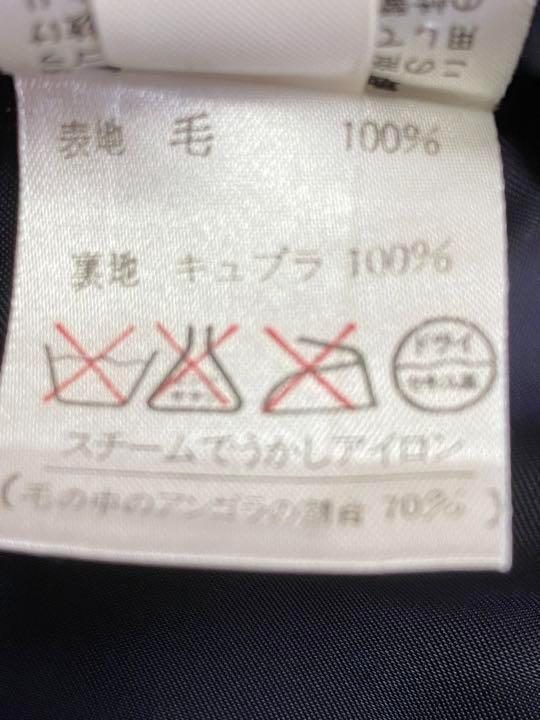 表地 毛 100%
裏地 キュプラ 100%
ドライ
セキユ系
スチームでうかしアイロン
(毛の中のアンゴラの割合 70%)